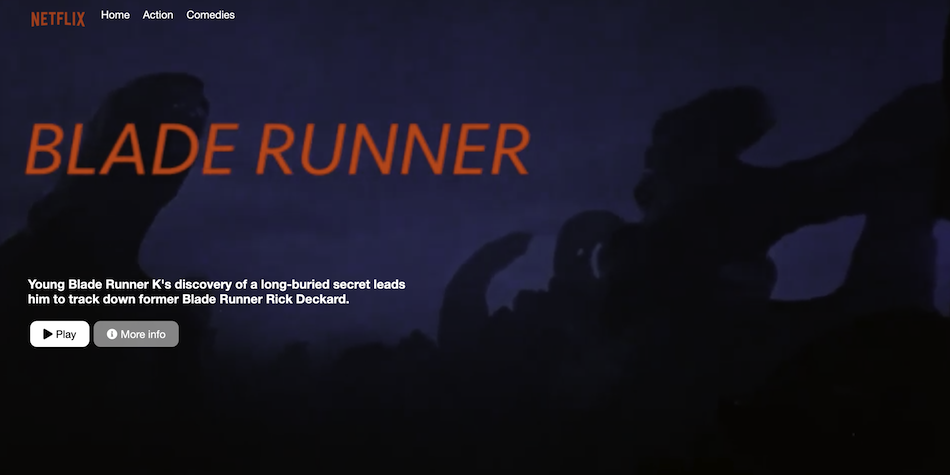 NETFLIX Home Action Comedies
BLADE RUNNER
Young Blade Runner K's discovery of a long-buried secret leads
him to track down former Blade Runner Rick Deckard.
Play More info